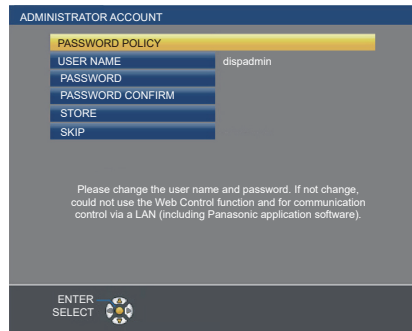 ADMINISTRATOR ACCOUNT
PASSWORD POLICY
USER NAME dispadmin
PASSWORD
PASSWORD CONFIRM
STORE
SKIP
Please change the user name and password. If not change,
could not use the Web Control function and for communication
control via a LAN (including Panasonic application software).
ENTER
SELECT